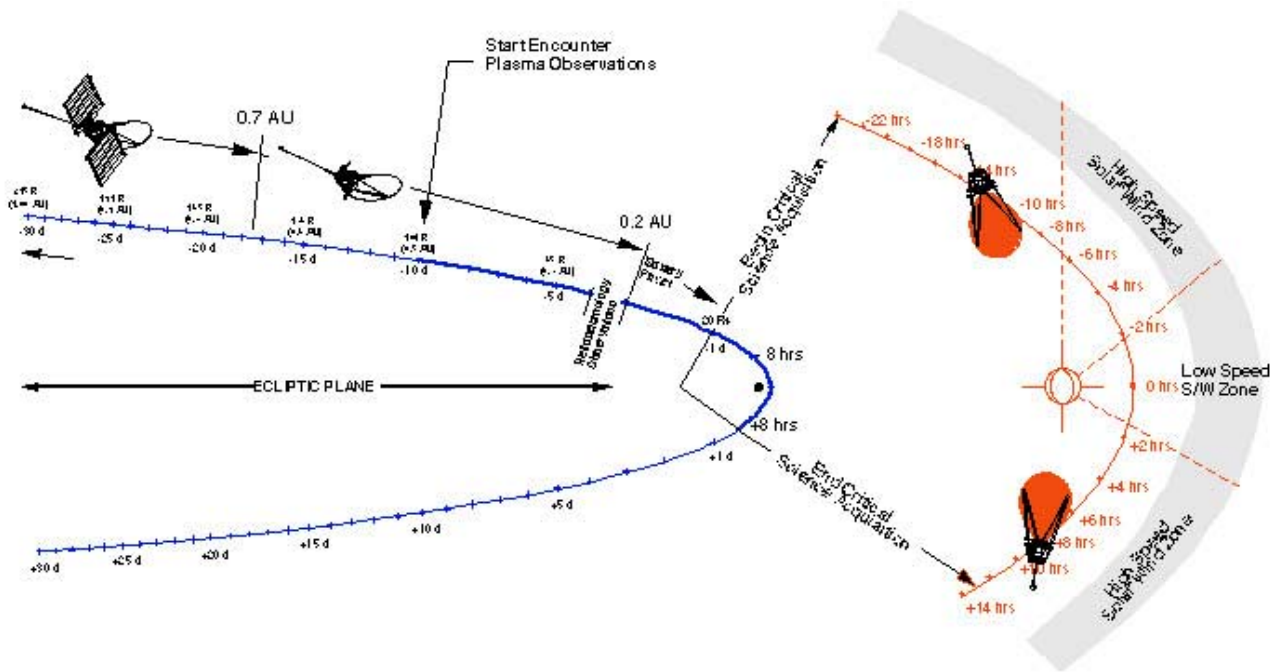 Start Encounter
Plasma Observations
0.7 AU
0.2 AU
-30 d
-25 d
-20 d
-15 d
-10 d
-5 d
-1 d
Begin Critical
Science Acquisition
8 hrs
ECLIPTIC PLANE
+8 hrs
+1 d
+5 d
+10 d
+15 d
+20 d
+25 d
+30 d
End Critical
Science Acquisition
-22 hrs
-18 hrs
-10 hrs
-8 hrs
-6 hrs
-4 hrs
-2 hrs
0 hrs
+2 hrs
+4 hrs
+6 hrs
+8 hrs
+10 hrs
+14 hrs
High Speed
Solar Wind Zone
Low Speed
S/W Zone
High Speed
Solar Wind Zone